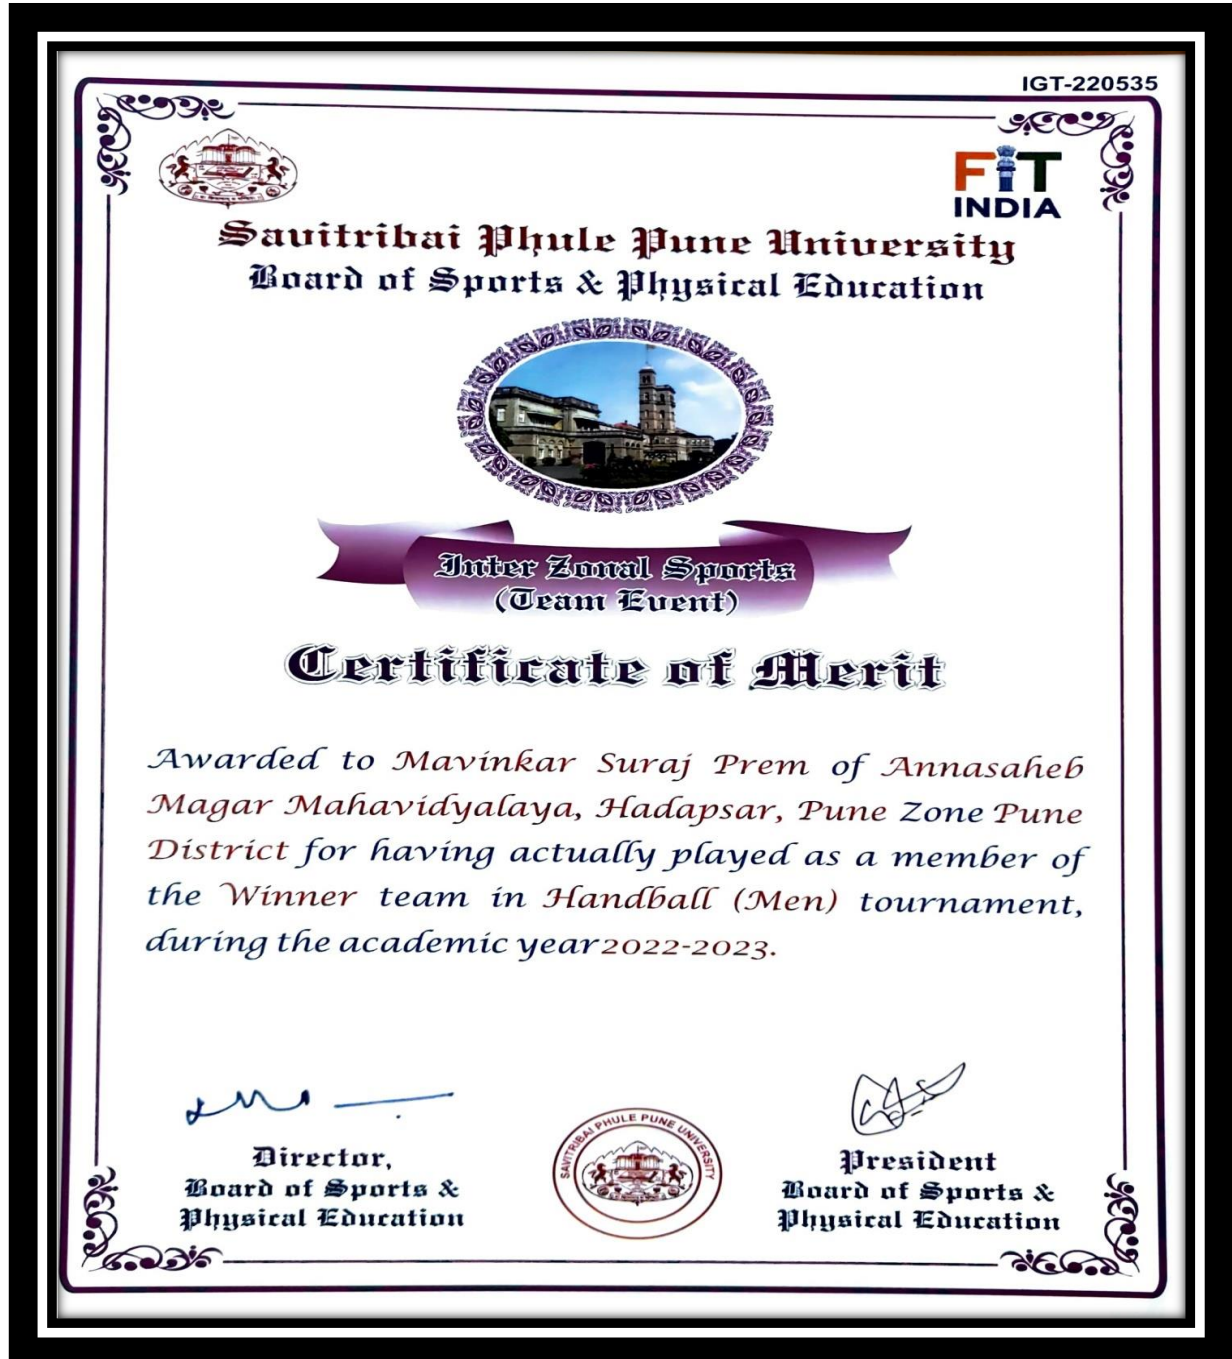 IGT-220535
FIT
INDIA
Savitribai Phule Pune University
Board of Sports & Physical Education
Inter Zonal Sports
(Team Event)
Certificate of Merit
Awarded to Mavinkar Suraj Prem of Annasaheb
Magar Mahavidyalaya, Hadapsar, Pune Zone Pune
District for having actually played as a member of
the Winner team in Handball (Men) tournament,
during the academic year 2022-2023.
Director,
Board of Sports &
Physical Education
SAVITRIBAI PHULE PUNE UNIVERSITY
President
Board of Sports &
Physical Education